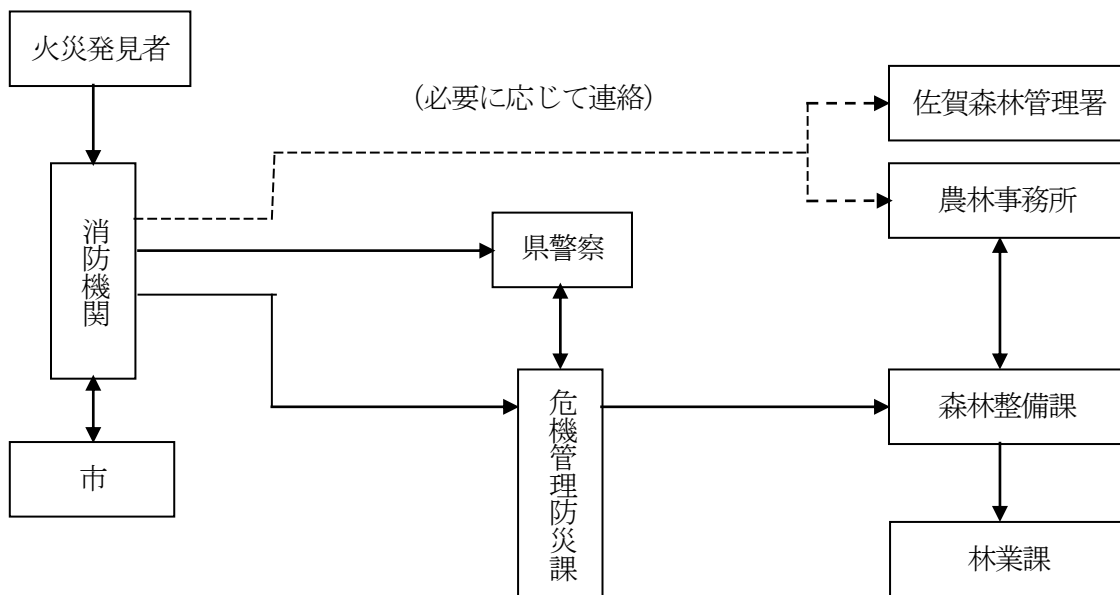 火災発見者
(必要に応じて連絡)
佐賀森林管理署
農林事務所
消防機関
県警察
危機管理防災課
森林整備課
市
林業課